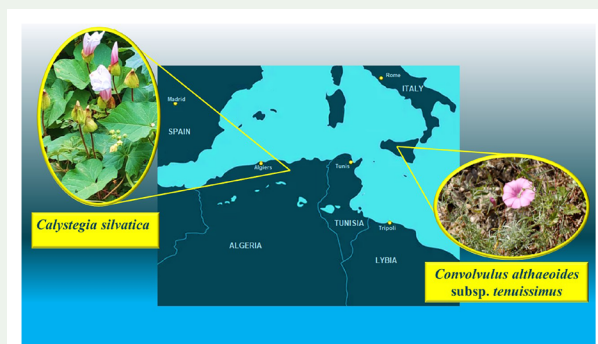 Rome
ITALY
Madrid
SPAIN
Algiers
Tunis
Calystegia silvatica
TUNISIA
Tripoli
ALGERIA
LYBIA
Convolvulus althaeoides
subsp. tenuissimus